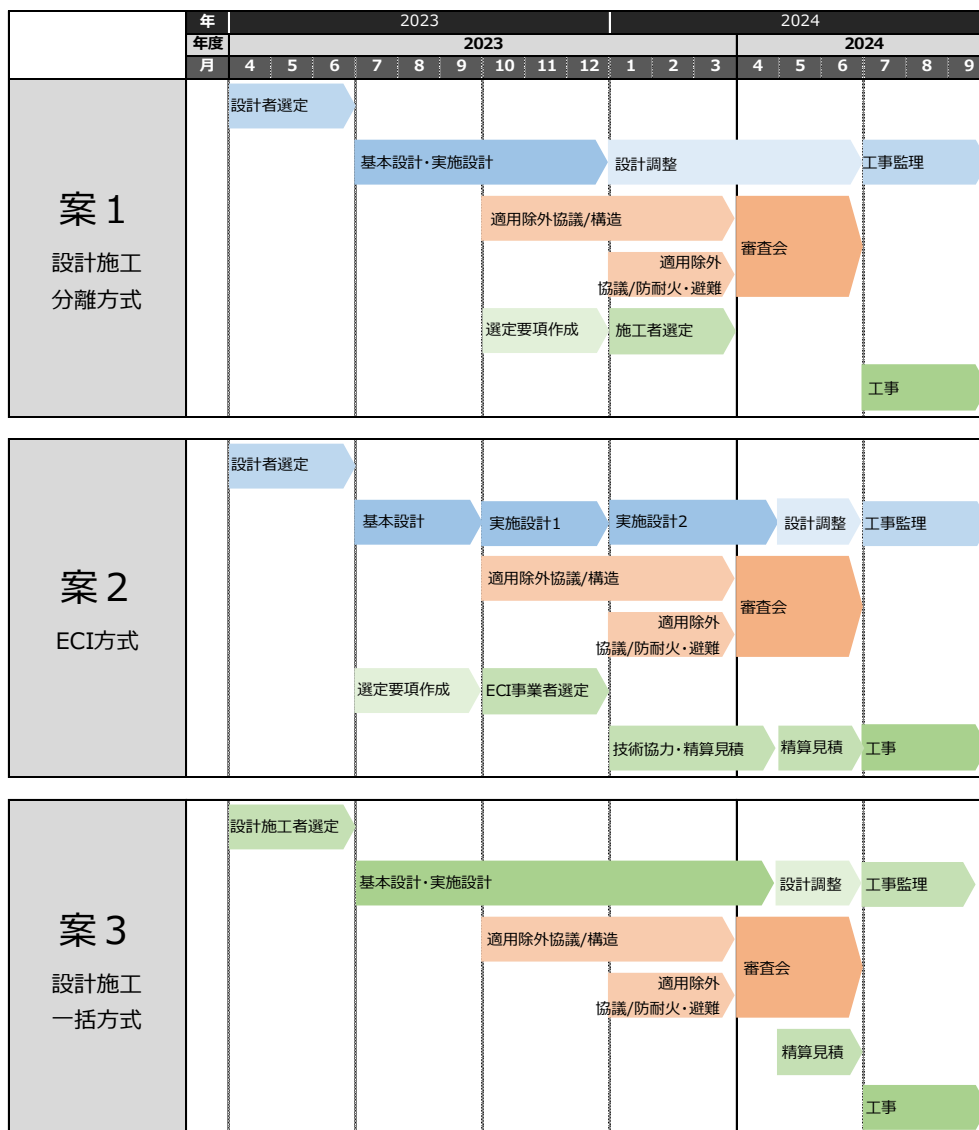 年 2023 2024
年度 2023 2024
月 4 5 6 7 8 9 10 11 12 1 2 3 4 5 6 7 8 9
案1
設計施工
分離方式
設計者選定
基本設計・実施設計 設計調整 工事監理
適用除外協議/構造
審査会
適用除外
協議/防耐火・避難
選定要項作成 施工者選定
工事
案2
ECI方式
設計者選定
基本設計 実施設計1 実施設計2 設計調整 工事監理
適用除外協議/構造
審査会
適用除外
協議/防耐火・避難
選定要項作成 ECI事業者選定
技術協力・精算見積 精算見積 工事
案3
設計施工
一括方式
設計施工者選定
基本設計・実施設計 設計調整 工事監理
適用除外協議/構造
審査会
適用除外
協議/防耐火・避難
精算見積
工事